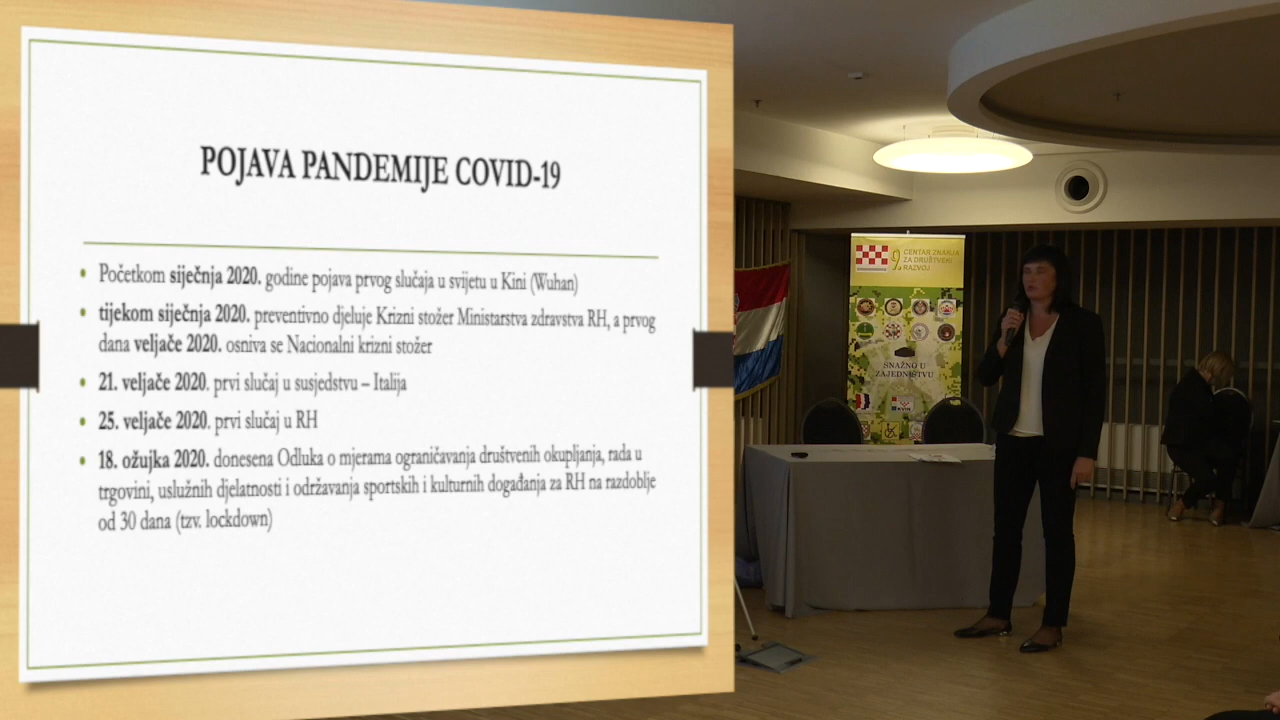 POJAVA PANDEMIJE COVID-19
• Početkom siječnja 2020. godine pojava prvog slučaja u svijetu u Kini (Wuhan)
• tijekom siječnja 2020. preventivno djeluje Krizni stožer Ministarstva zdravstva RH, a prvog
dana veljače 2020. osniva se Nacionalni krizni stožer
• 21. veljače 2020. prvi slučaj u susjedstvu – Italija
• 25. veljače 2020. prvi slučaj u RH
• 18. ožujka 2020. donesena Odluka o mjerama ograničavanja društvenih okupljanja, rada u
trgovini, uslužnih djelatnosti i održavanja sportskih i kulturnih događanja za RH na razdoblje
od 30 dana (tzv. lockdown)
CENTAR ZNANJA
ZA DRUŠTVENI
RAZVOJ
SNAŽNO U
ZAJEDNIŠTVU